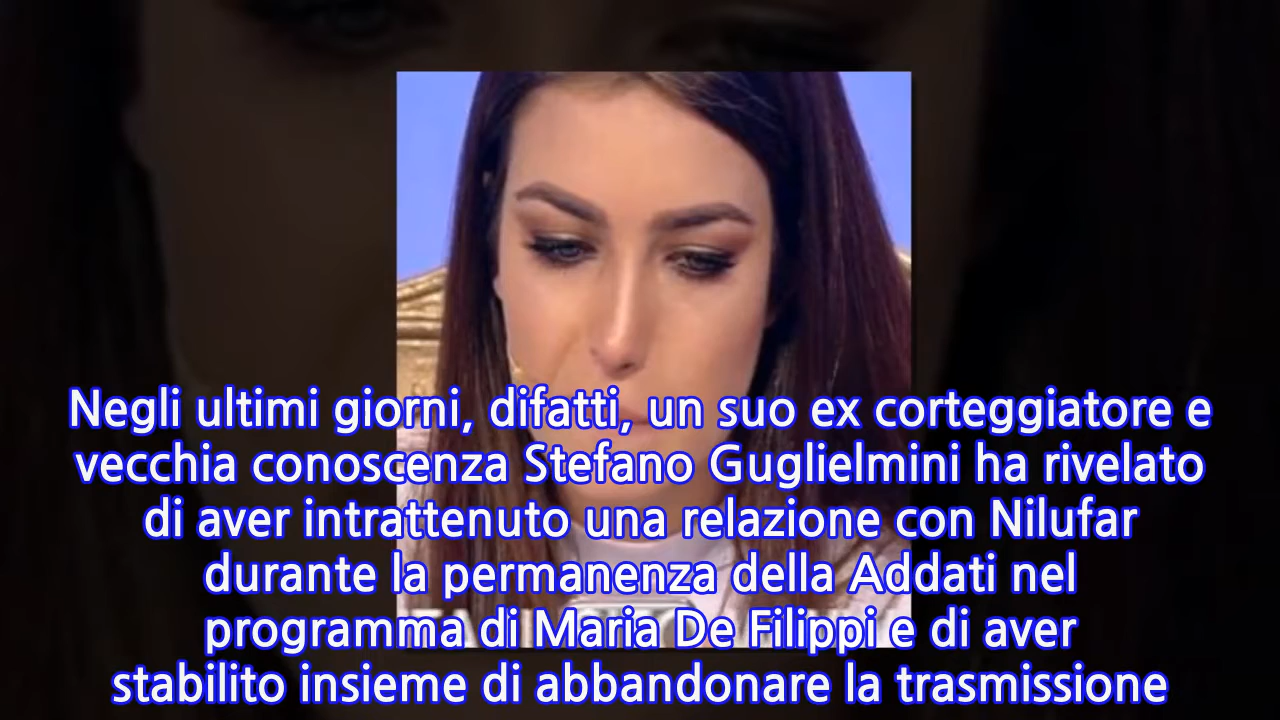 Negli ultimi giorni, difatti, un suo ex corteggiatore e
vecchia conoscenza Stefano Guglielmini ha rivelato
di aver intrattenuto una relazione con Nilufar
durante la permanenza della Addati nel
programma di Maria De Filippi e di aver
stabilito insieme di abbandonare la trasmissione